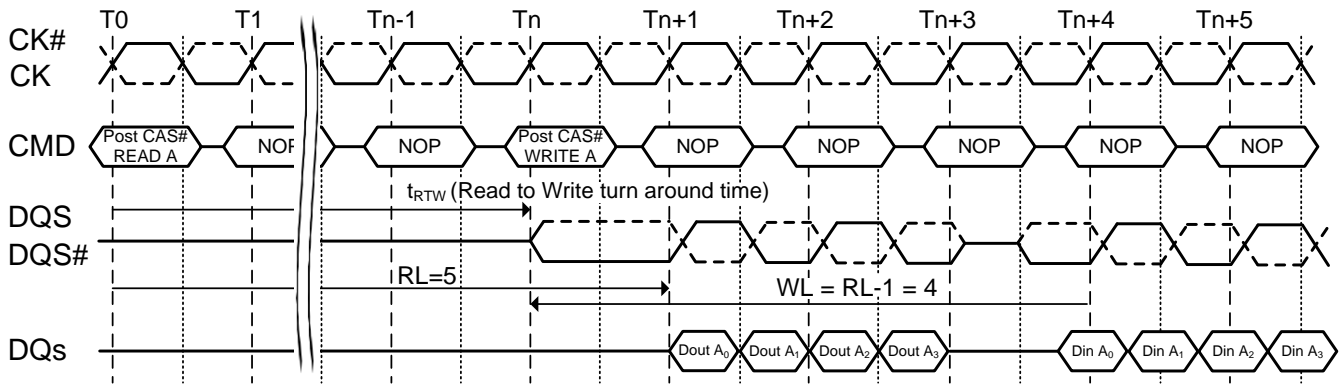 T0 T1 Tn-1 Tn Tn+1 Tn+2 Tn+3 Tn+4 Tn+5
CK#
CK
CMD
Post CAS#
READ A
NOP
NOP
Post CAS#
WRITE A
NOP
NOP
NOP
NOP
NOP
tRTW (Read to Write turn around time)
DQS
DQS#
RL=5
WL = RL-1 = 4
DQs
Dout A0 Dout A1 Dout A2 Dout A3 Din A0 Din A1 Din A2 Din A3